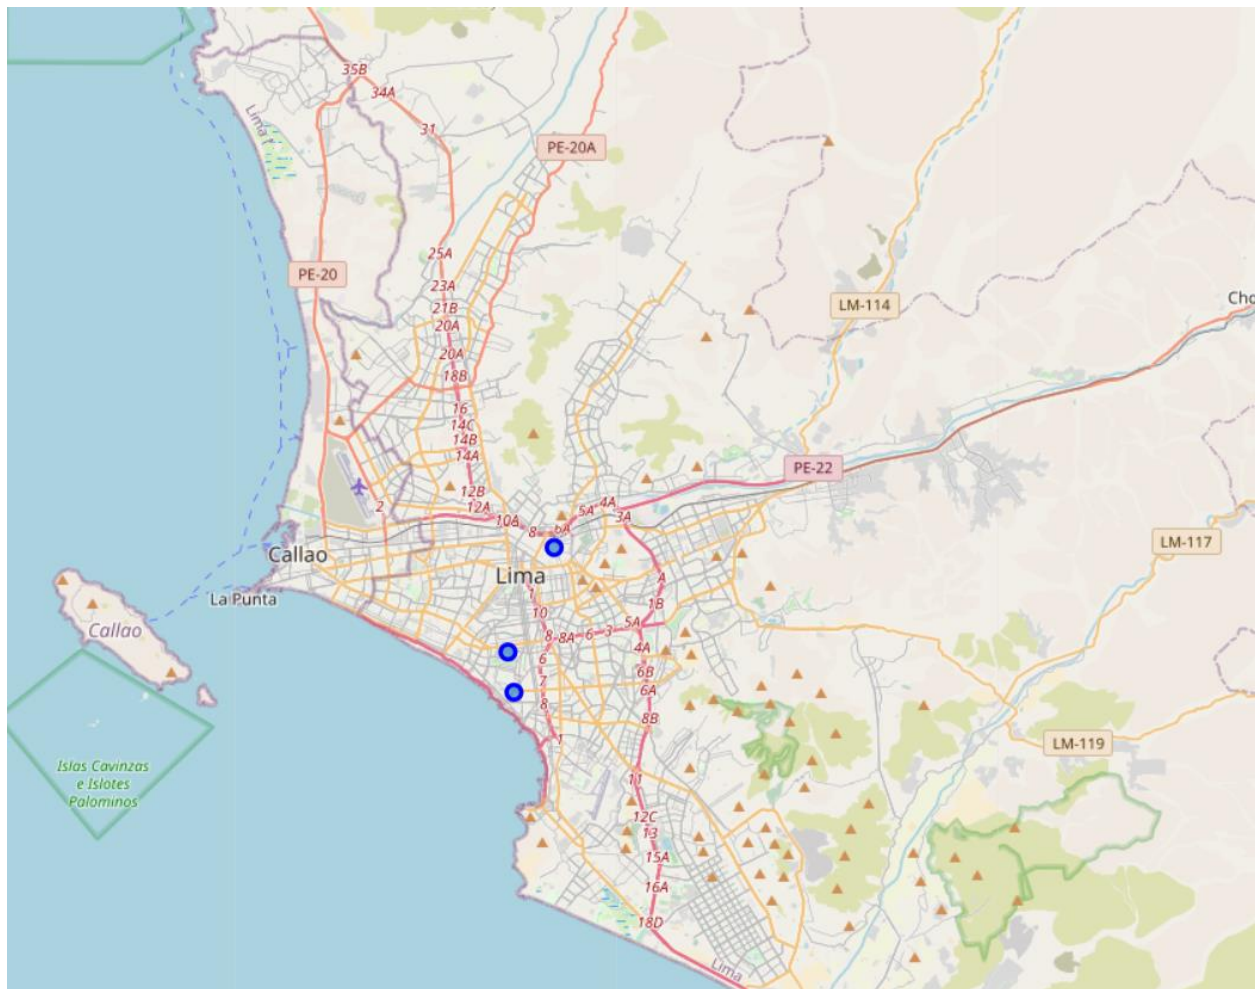 35B
34A
Lima
31
PE-20A
25A
PE-20
23A
21B
20A
20A
18B
LM-114
Cho
16
14C
14B
14A
PE-22
12B
12A
10A
2
8
5A
4A
3A
6A
Callao
Lima
LM-117
La Punta
Callao
1
10
A
1B
8
8A
6
3
5A
4A
6
6B
7
6A
8
8B
1
LM-119
Islas Cavinzas
e Islotes
Palominos
11
12C
13
15A
16A
18D
Lima